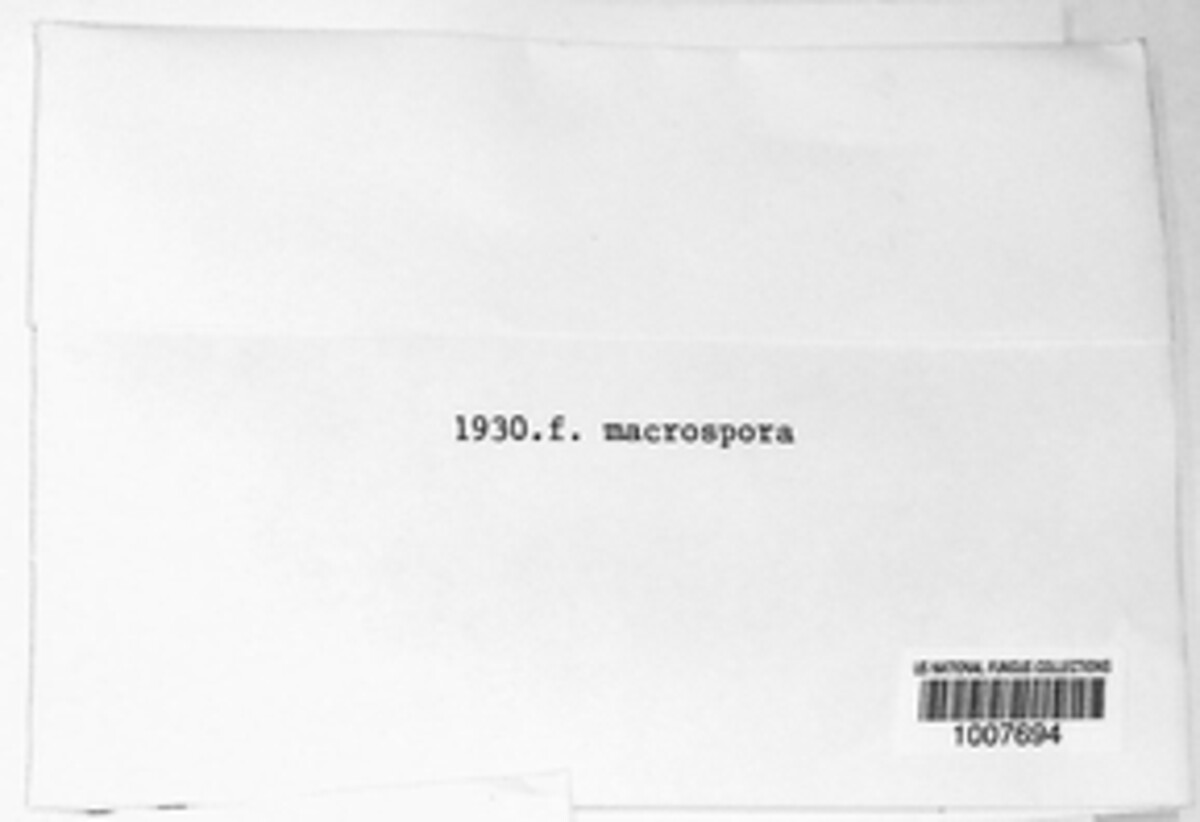 1930.f. macrospora
US NATIONAL FUNGUS COLLECTIONS
1007694